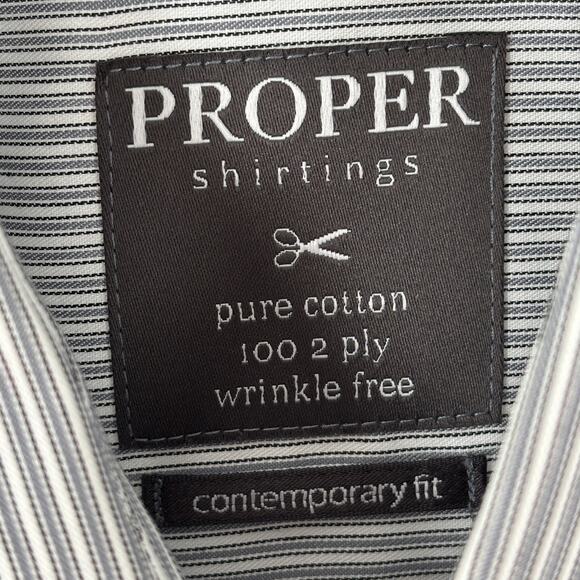 PROPER
shirtings
pure cotton
100 2 ply
wrinkle free
contemporary fit